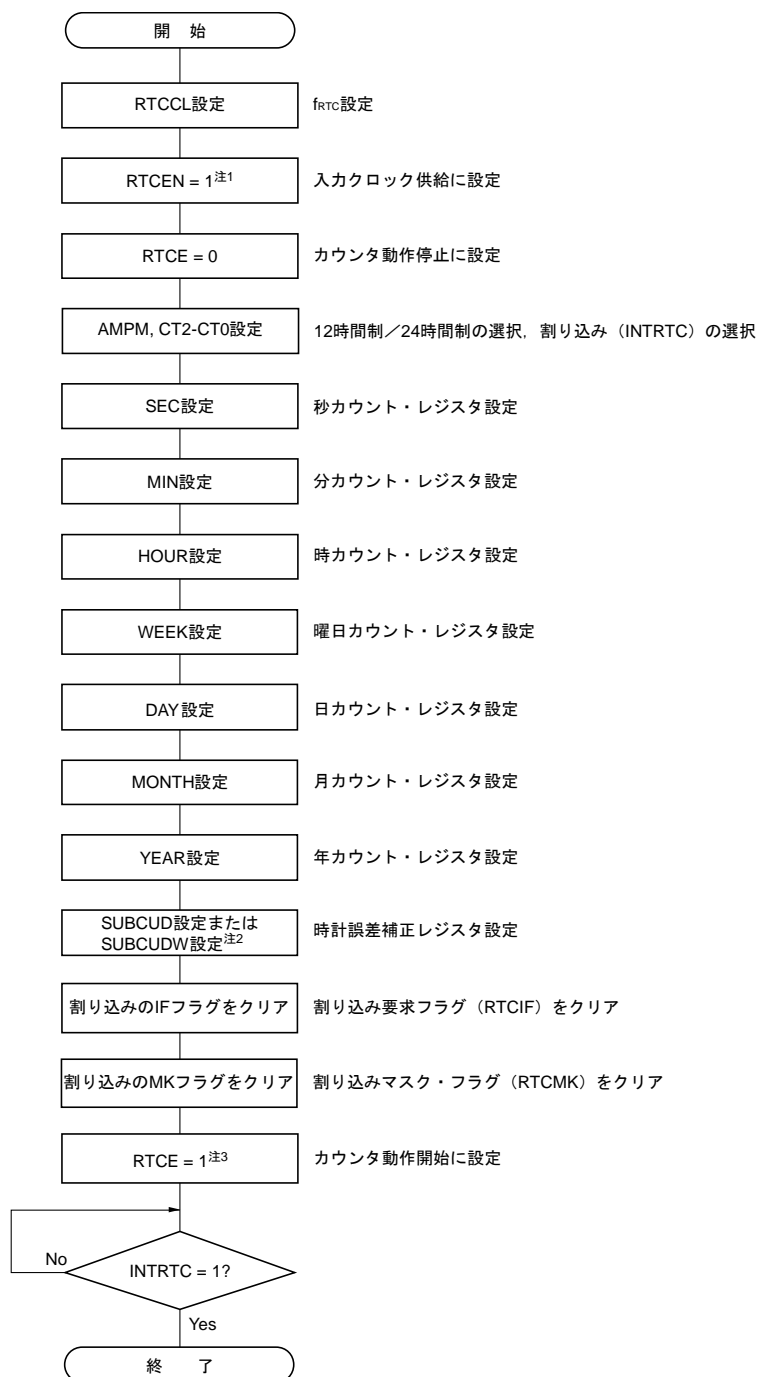 開 始
RTCCL設定 fRTC設定
RTCEN = 1注1 入力クロック供給に設定
RTCE = 0 カウンタ動作停止に設定
AMPM, CT2-CT0設定 12時間制／24時間制の選択，割り込み（INTRTC）の選択
SEC設定 秒カウント・レジスタ設定
MIN設定 分カウント・レジスタ設定
HOUR設定 時カウント・レジスタ設定
WEEK設定 曜日カウント・レジスタ設定
DAY設定 日カウント・レジスタ設定
MONTH設定 月カウント・レジスタ設定
YEAR設定 年カウント・レジスタ設定
SUBCUD設定または
SUBCUDW設定注2 時計誤差補正レジスタ設定
割り込みのIFフラグをクリア 割り込み要求フラグ（RTCIF）をクリア
割り込みのMKフラグをクリア 割り込みマスク・フラグ（RTCMK）をクリア
RTCE = 1注3 カウンタ動作開始に設定
No
INTRTC = 1?
Yes
終 了